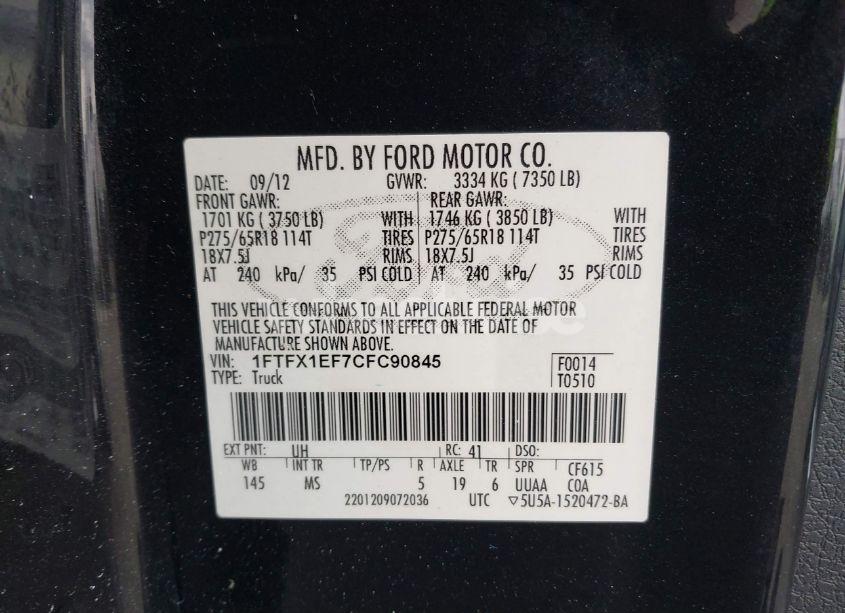 MFD. BY FORD MOTOR CO.
DATE: 09/12 GVWR: 3334 KG ( 7350 LB)
FRONT GAWR: REAR GAWR:
1701 KG ( 3750 LB) WITH 1746 KG ( 3850 LB) WITH
P275/65R18 114T TIRES P275/65R18 114T TIRES
18X7.5J RIMS 18X7.5J RIMS
AT 240 kPa/ 35 PSI COLD AT 240 kPa/ 35 PSI COLD
THIS VEHICLE CONFORMS TO ALL APPLICABLE FEDERAL MOTOR
VEHICLE SAFETY STANDARDS IN EFFECT ON THE DATE OF
MANUFACTURE SHOWN ABOVE.
VIN: 1FTFX1EF7CFC90845 F0014
TYPE: Truck T0510
EXT PNT: UH RC: 41 DSO:
WB INT TR TP/PS R AXLE TR SPR CF615
145 MS 5 19 6 UUAA COA
2201209072036 UTC ▽5U5A-1520472-BA